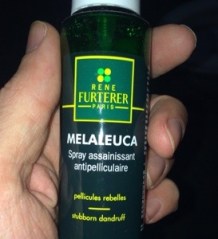 RENE
FURTERER
PARIS
MELALEUCA
Spray assainissant
antipelliculaire
pellicules rebelles
stubborn dandruff